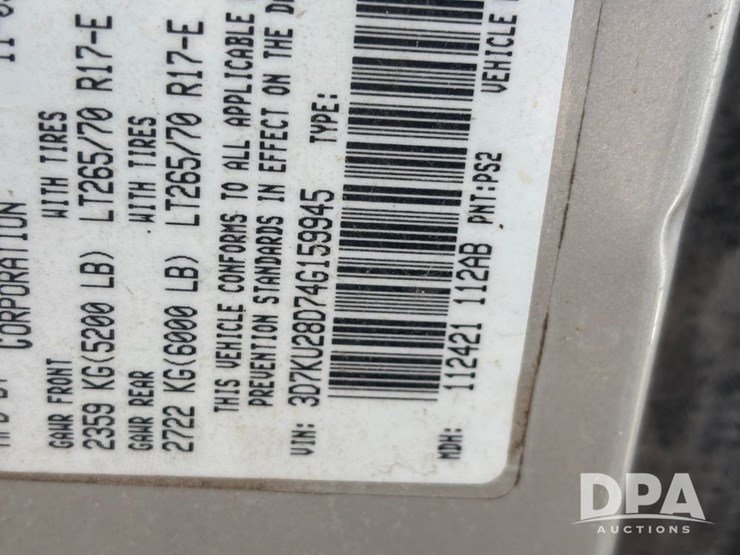 CORPORATION
GAWR FRONT WITH TIRES
2359 KG(5200 LB) LT265/70 R17-E
GAWR REAR WITH TIRES
2722 KG(6000 LB) LT265/70 R17-E
THIS VEHICLE CONFORMS TO ALL APPLICABLE
PREVENTION STANDARDS IN EFFECT ON THE
VIN: 3D7KU28D74G159945 TYPE:
VEHICLE
MDH: 112421 112AB PNT:PS2
DPA
AUCTIONS